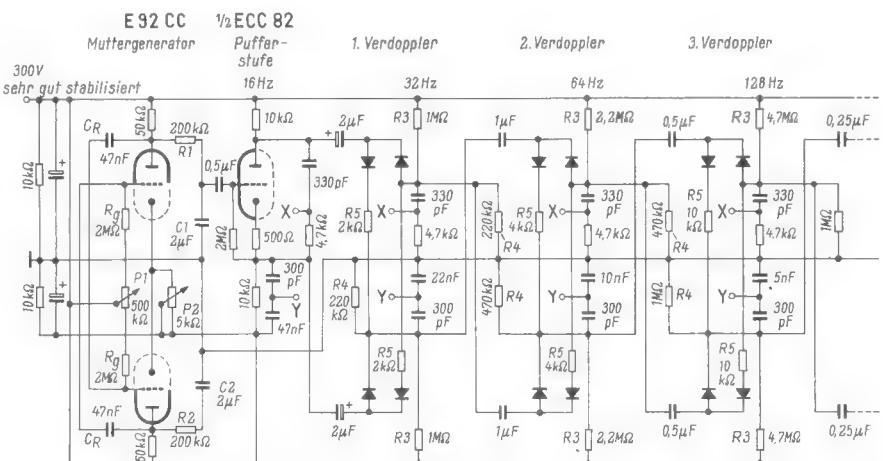 E 92 CC ½ ECC 82
Muttergenerator
Puffer-
stufe
1. Verdoppler
2. Verdoppler
3. Verdoppler
300V
sehr gut stabilisiert
16 Hz
32 Hz
64 Hz
128 Hz
50 kΩ
CR
200 kΩ
R1
47nF
10kΩ
2µF
R3
1MΩ
1µF
R3
2,2MΩ
0,5µF
R3
4,7MΩ
0,25µF
10kΩ
+
0,5µF
330pF
Rg
2MΩ
C1
2µF
2MΩ
500Ω
X
4,7kΩ
R5
2kΩ
X
330
pF
4,7kΩ
220kΩ
R4
R5
4kΩ
X
330
pF
4,7kΩ
470kΩ
R4
R5
10
kΩ
X
330
pF
4,7kΩ
1MΩ
10kΩ
+
P1
500
kΩ
P2
5kΩ
10kΩ
300
pF
Y
47nF
R4
220
kΩ
22nF
Y
300
pF
470kΩ
R4
10nF
Y
300
pF
1MΩ
R4
5nF
Y
300
pF
Rg
2MΩ
C2
2µF
R5
2kΩ
R5
4kΩ
R5
10
kΩ
47nF
CR
R2
200kΩ
50kΩ
+
2µF
R3
1MΩ
1µF
R3
2,2MΩ
0,5µF
R3
4,7MΩ
0,25µF